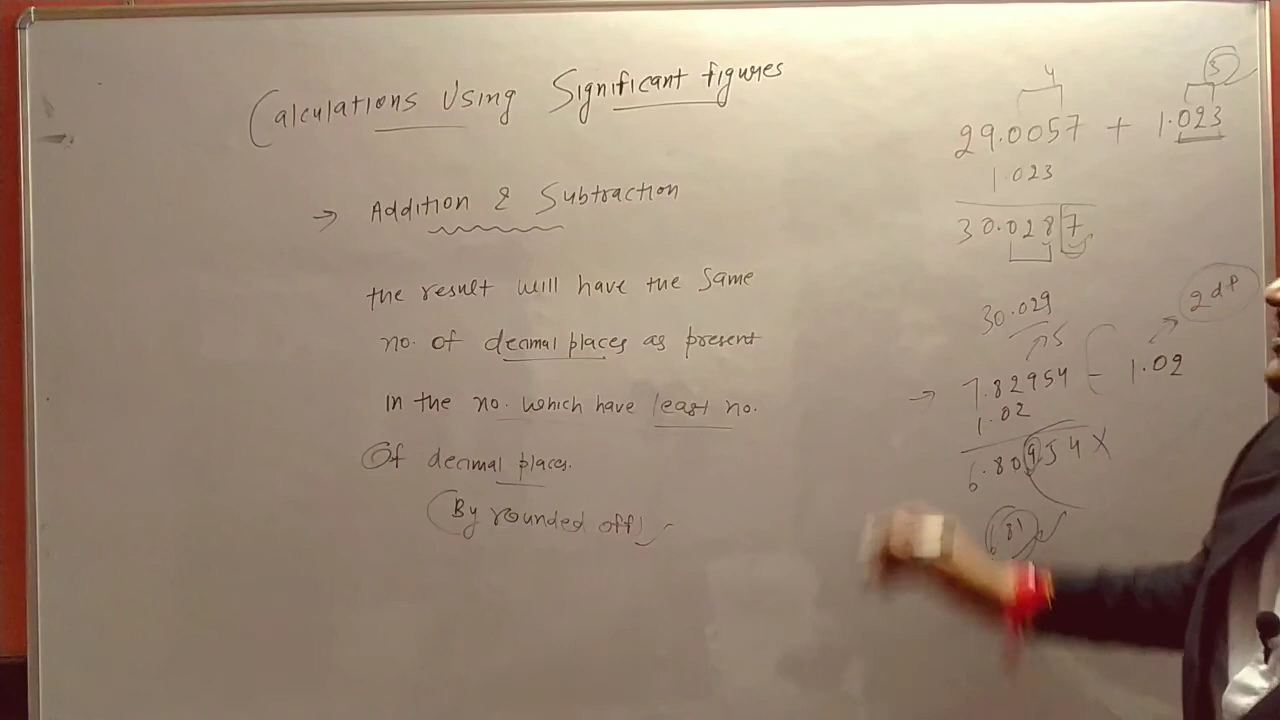 Calculations Using Significant figures
→ Addition & Subtraction
the result will have the same
no. of decimal places as present
in the no. which have least no.
Of decimal places.
(By rounded off)
4
3
29.0057 + 1.023
1.023
30.0287
30.029
5
2 dp
→ 7.82954 - 1.02
1.02
6.80954 X
6.81